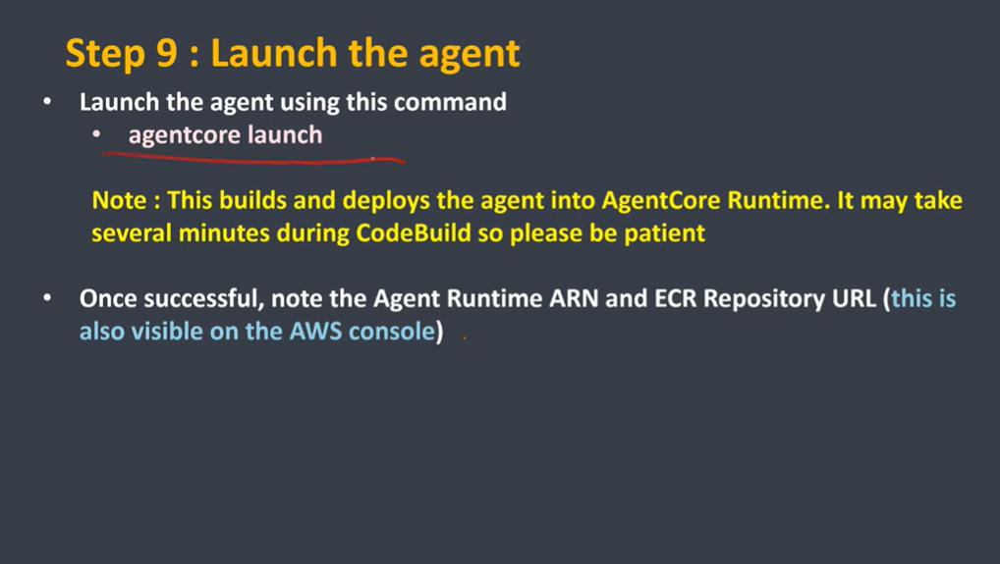 Step 9 : Launch the agent
• Launch the agent using this command
• agentcore launch
Note : This builds and deploys the agent into AgentCore Runtime. It may take
several minutes during CodeBuild so please be patient
• Once successful, note the Agent Runtime ARN and ECR Repository URL (this is
also visible on the AWS console)